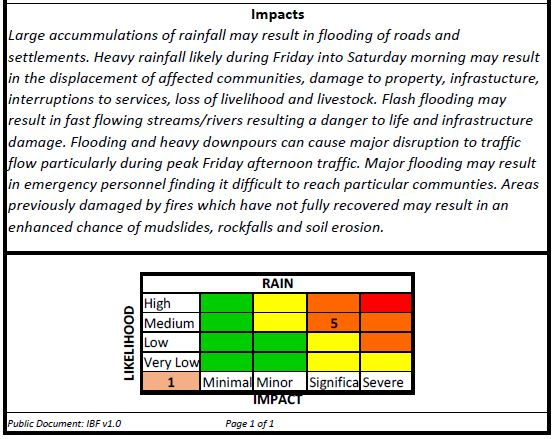 Impacts
Large accummulations of rainfall may result in flooding of roads and
settlements. Heavy rainfall likely during Friday into Saturday morning may result
in the displacement of affected communities, damage to property, infrastucture,
interruptions to services, loss of livelihood and livestock. Flash flooding may
result in fast flowing streams/rivers resulting a danger to life and infrastructure
damage. Flooding and heavy downpours can cause major disruption to traffic
flow particularly during peak Friday afternoon traffic. Major flooding may result
in emergency personnel finding it difficult to reach particular communties. Areas
previously damaged by fires which have not fully recovered may result in an
enhanced chance of mudslides, rockfalls and soil erosion.
RAIN
LIKELIHOOD
High
Medium 5
Low
Very Low
1 Minimal Minor Significa Severe
IMPACT
Public Document: IBF v1.0 Page 1 of 1